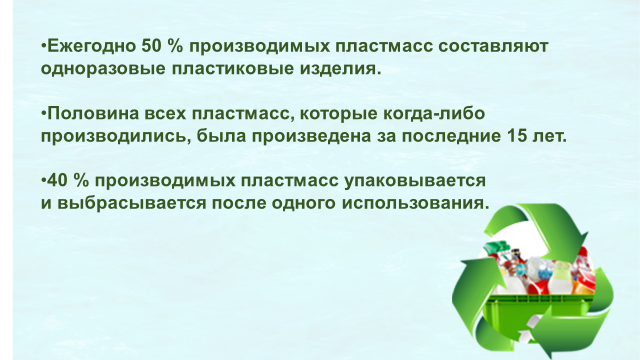 •Ежегодно 50 % производимых пластмасс составляют
одноразовые пластиковые изделия.
•Половина всех пластмасс, которые когда-либо
производились, была произведена за последние 15 лет.
•40 % производимых пластмасс упаковывается
и выбрасывается после одного использования.